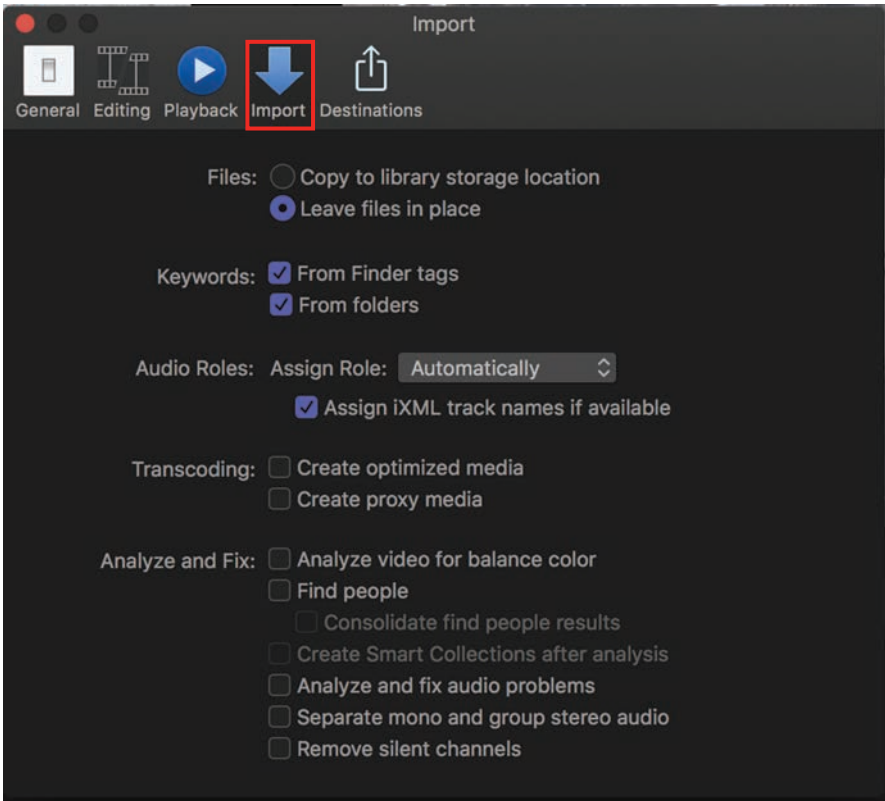 Import
General Editing Playback Import Destinations
Files: Copy to library storage location
Leave files in place
Keywords: From Finder tags
From folders
Audio Roles: Assign Role: Automatically
Assign iXML track names if available
Transcoding: Create optimized media
Create proxy media
Analyze and Fix: Analyze video for balance color
Find people
Consolidate find people results
Create Smart Collections after analysis
Analyze and fix audio problems
Separate mono and group stereo audio
Remove silent channels